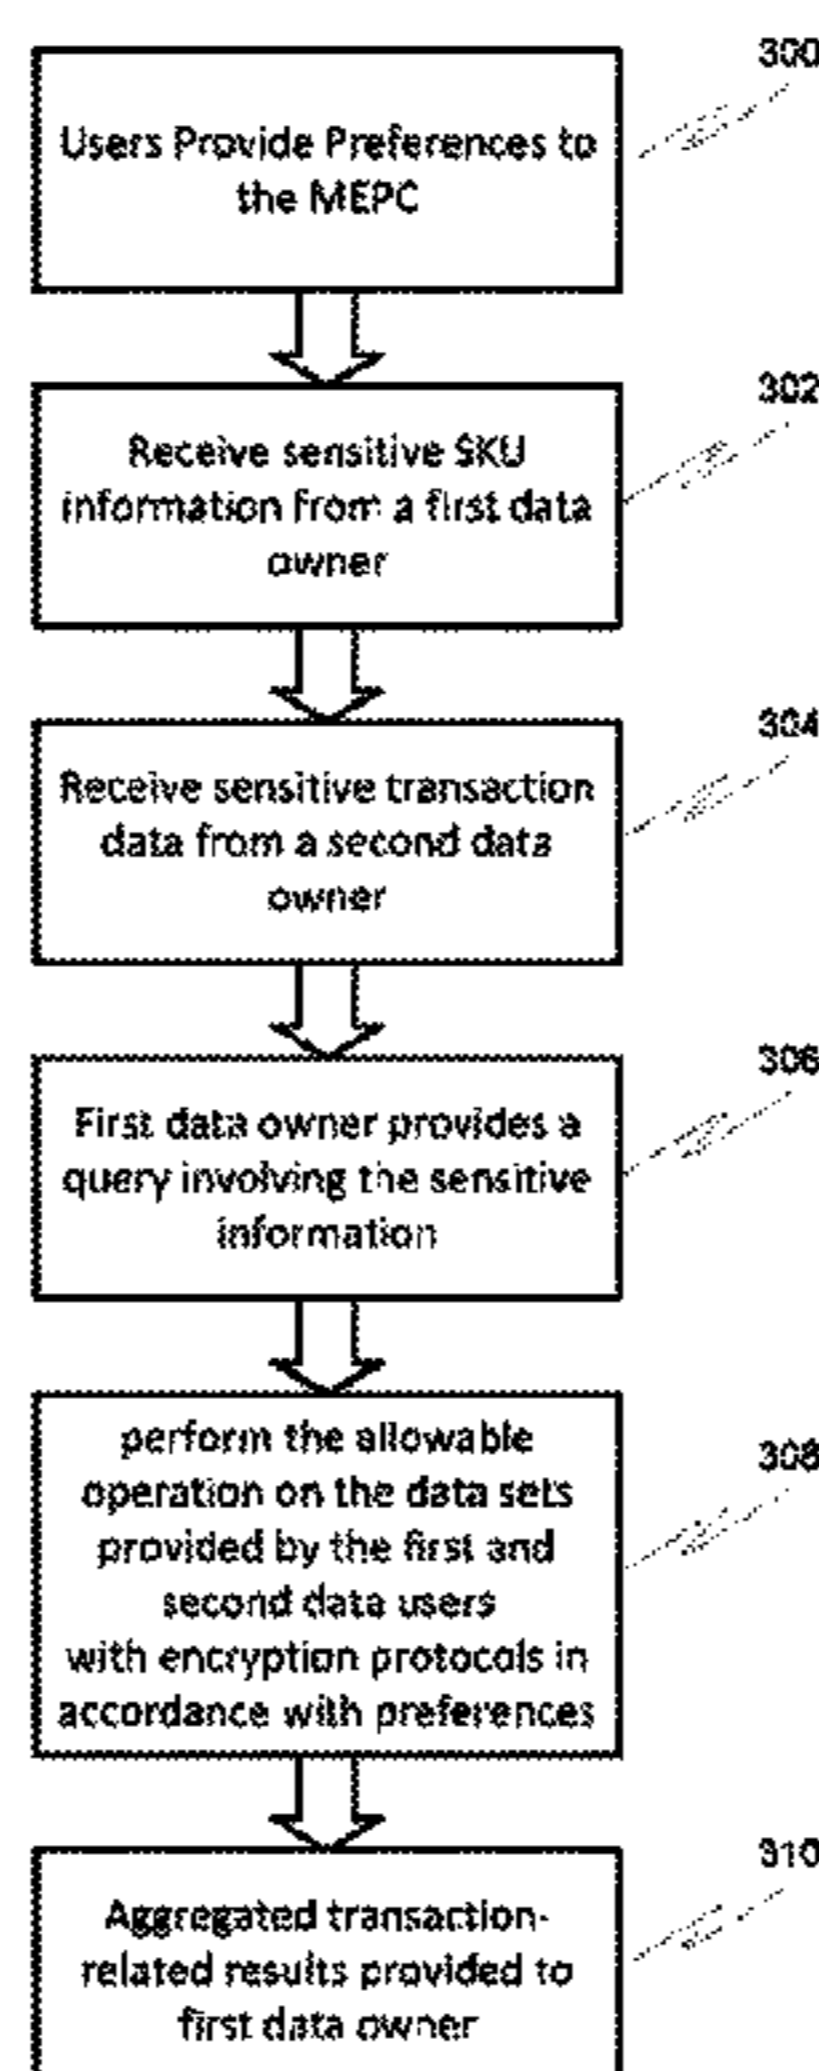 300
Users Provide Preferences to
the MEPC
302
Receive sensitive SKU
information from a first data
owner
304
Receive sensitive transaction
data from a second data
owner
306
First data owner provides a
query involving the sensitive
information
308
perform the allowable
operation on the data sets
provided by the first and
second data users
with encryption protocols in
accordance with preferences
310
Aggregated transaction-
related results provided to
first data owner